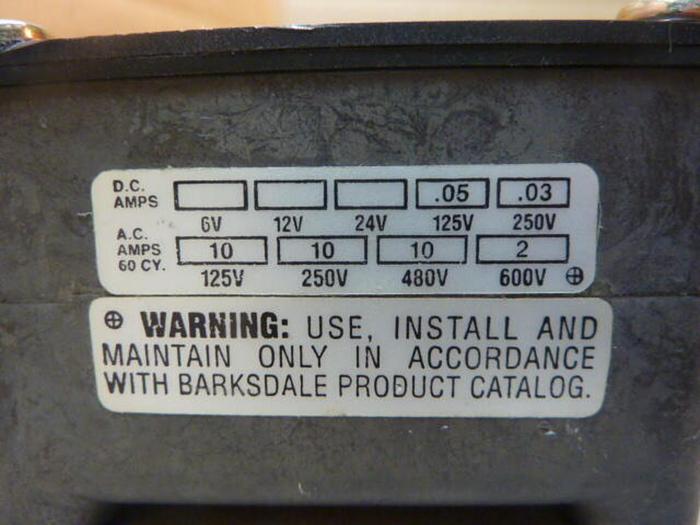 D.C. AMPS .05 .03
6V 12V 24V 125V 250V
A.C. AMPS 60 CY. 10 10 10 2
125V 250V 480V 600V ⊕
⊕ WARNING: USE, INSTALL AND
MAINTAIN ONLY IN ACCORDANCE
WITH BARKSDALE PRODUCT CATALOG.